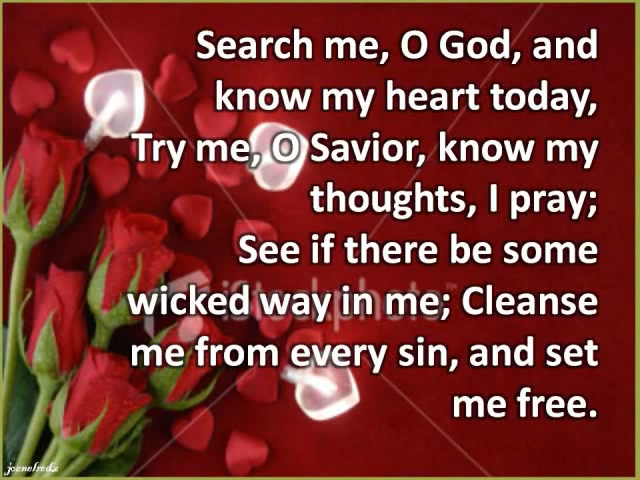 Search me, O God, and
know my heart today,
Try me, O Savior, know my
thoughts, I pray;
See if there be some
wicked way in me; Cleanse
me from every sin, and set
me free.
iStockphoto™